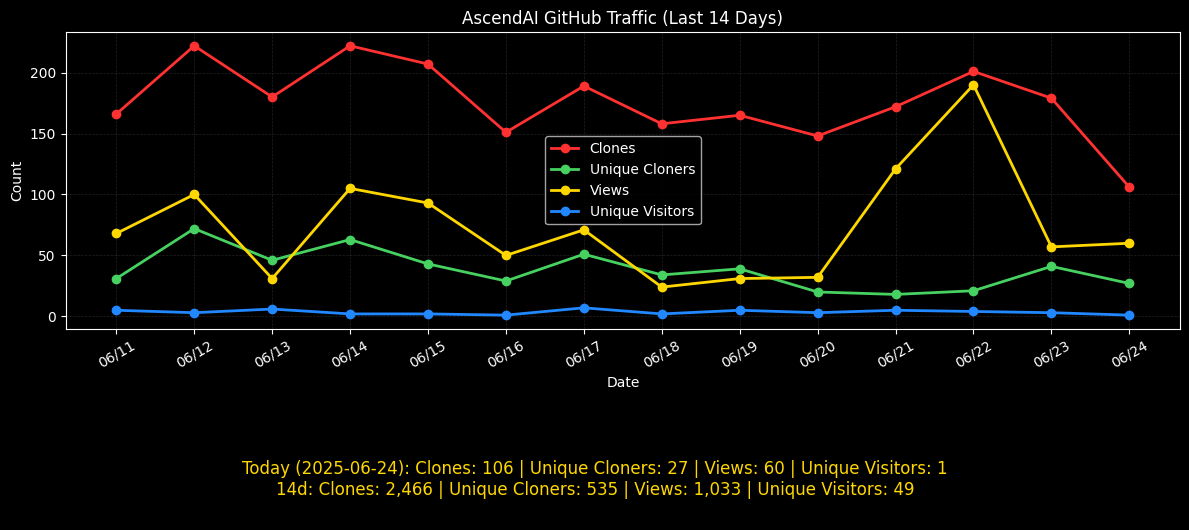 AscendAI GitHub Traffic (Last 14 Days)
Count
200
150
100
50
0
Clones
Unique Cloners
Views
Unique Visitors
06/11 06/12 06/13 06/14 06/15 06/16 06/17 06/18 06/19 06/20 06/21 06/22 06/23 06/24
Date
Today (2025-06-24): Clones: 106 | Unique Cloners: 27 | Views: 60 | Unique Visitors: 1
14d: Clones: 2,466 | Unique Cloners: 535 | Views: 1,033 | Unique Visitors: 49